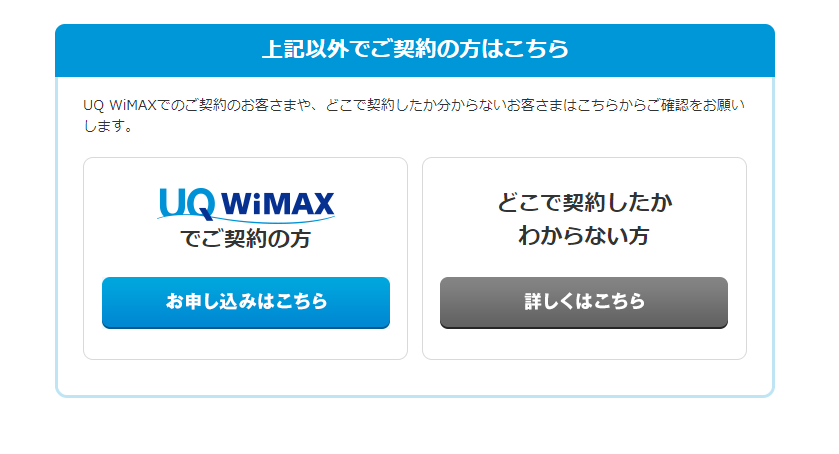 上記以外でご契約の方はこちら
UQ WiMAXでのご契約のお客さまや、どこで契約したか分からないお客さまはこちらからご確認をお願い
します。
UQ WiMAX
でご契約の方
お申し込みはこちら
どこで契約したか
わからない方
詳しくはこちら